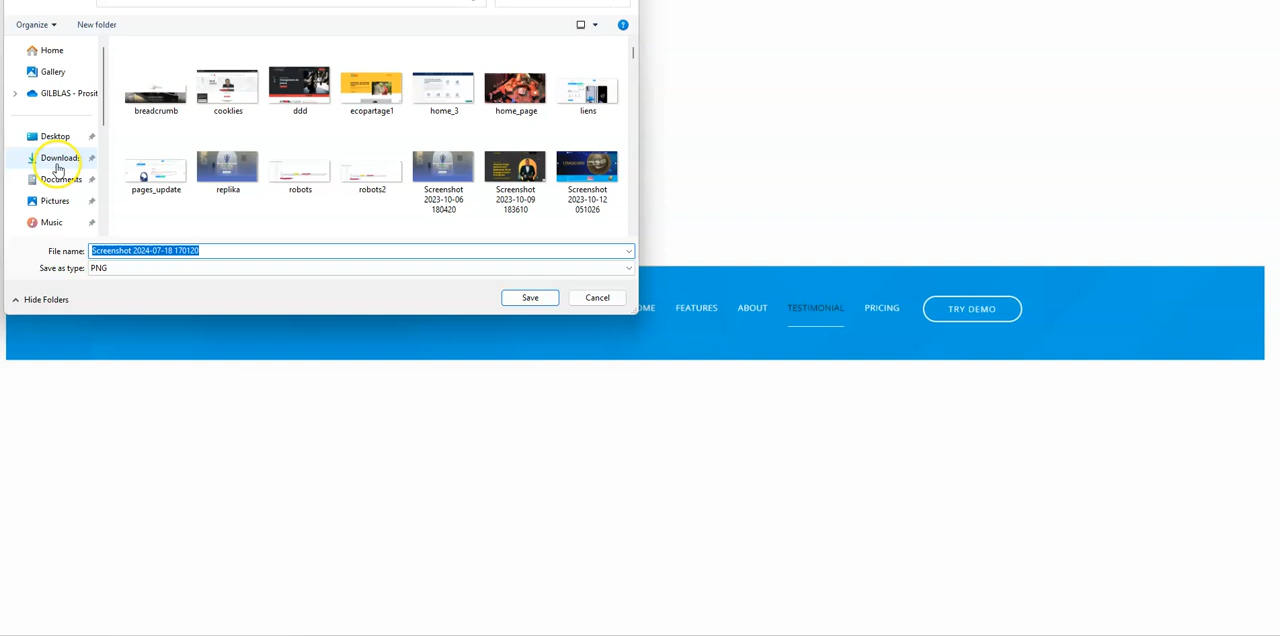 Organize
New folder
Home
Gallery
GILBLAS - Prosit
Desktop
Downloads
Documents
Pictures
Music
breadcrumb
cooklies
ddd
ecopartage1
home_3
home_page
liens
pages_update
replika
robots
robots2
Screenshot
2023-10-06
180420
Screenshot
2023-10-09
183610
Screenshot
2023-10-12
051026
File name: Screenshot 2024-07-18 170120
Save as type: PNG
Hide Folders
Save
Cancel
OME
FEATURES
ABOUT
TESTIMONIAL
PRICING
TRY DEMO